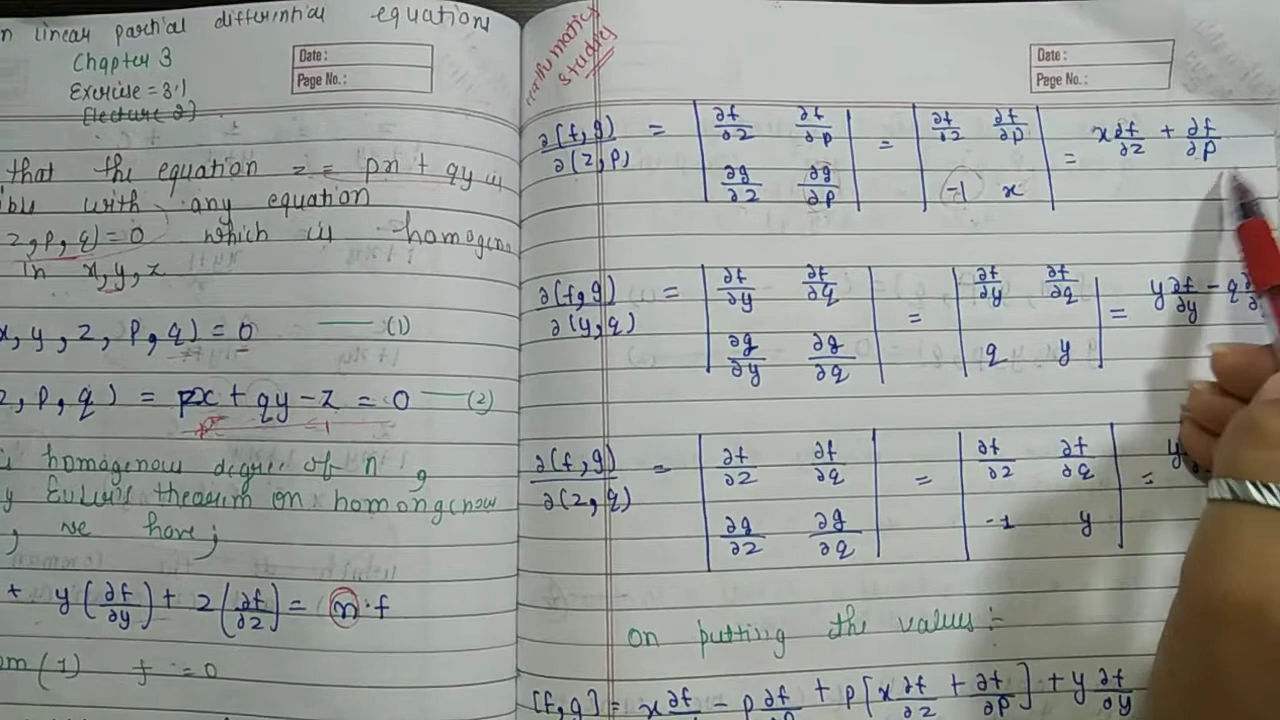 n linear partial differential equations
Chapter 3
Exercise = 3.1
(Lecture 2)
Date :
Page No. :
that the equation z = px + qy is
ible with any equation
z, p, q) = 0 which is homogen
in x, y, z
x, y, z, p, q) = 0 —— (1)
z, p, q) = px + qy - z = 0 —— (2)
homogenous degree of n,
y Euler's theorem on homogenow
, we have;
+ y(∂f/∂y) + z(∂f/∂z) = n·f
om (1) f = 0
mathematics
study
Date :
Page No. :
∂(f,g)/∂(z,p) = | ∂f/∂z ∂f/∂p ; ∂g/∂z ∂g/∂p | = | ∂f/∂z ∂f/∂p ; -1 x | = x ∂f/∂z + ∂f/∂p
∂(f,g)/∂(y,q) = | ∂f/∂y ∂f/∂q ; ∂g/∂y ∂g/∂q | = | ∂f/∂y ∂f/∂q ; q y | = y ∂f/∂y - q
∂(f,g)/∂(z,q) = | ∂f/∂z ∂f/∂q ; ∂g/∂z ∂g/∂q | = | ∂f/∂z ∂f/∂q ; -1 y | = y
on putting the values :-
[f,g] = x ∂f - p ∂f + p[x ∂f/∂z + ∂f/∂p] + y ∂f/∂y